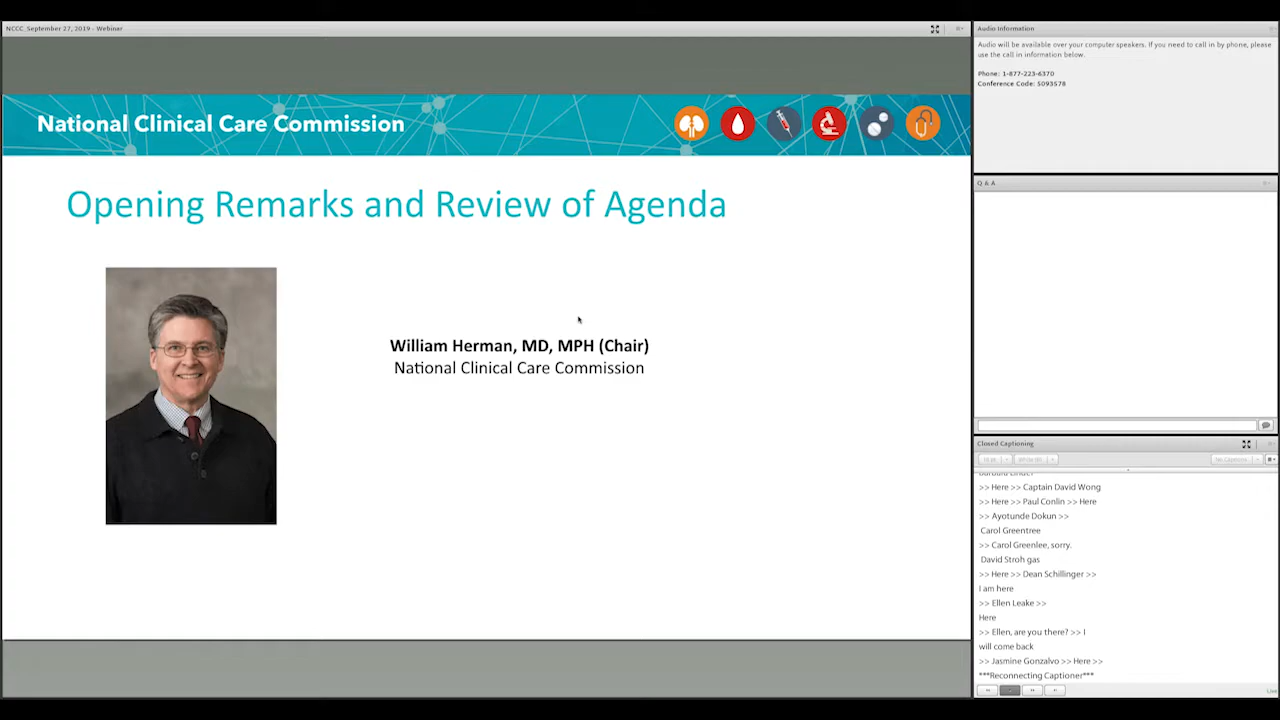 NCCC_September 27, 2019 - Webinar
National Clinical Care Commission
Opening Remarks and Review of Agenda
William Herman, MD, MPH (Chair)
National Clinical Care Commission
Audio Information
Audio will be available over your computer speakers. If you need to call in by phone, please
use the call in information below.
Phone: 1-877-223-6370
Conference Code: 5093578
Q & A
Closed Captioning
>> Here >> Captain David Wong
>> Here >> Paul Conlin >> Here
>> Ayotunde Dokun >>
Carol Greentree
>> Carol Greenlee, sorry.
David Stroh gas
>> Here >> Dean Schillinger >>
I am here
>> Ellen Leake >>
Here
>> Ellen, are you there? >> I
will come back
>> Jasmine Gonzalvo >> Here >>
***Reconnecting Captioner***
Live